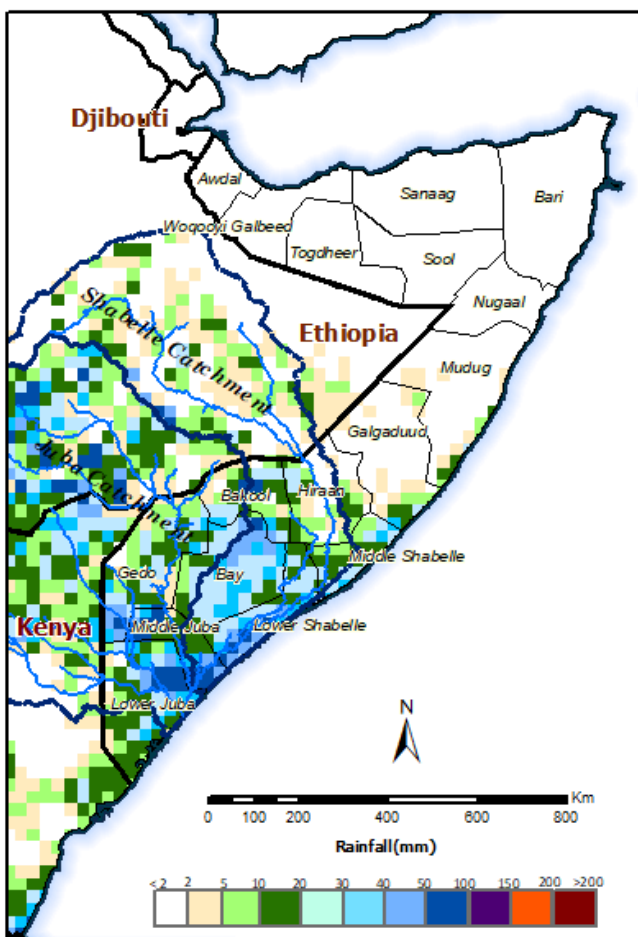 Djibouti
Awdal
Sanaag
Bari
Woqooyi Galbeed
Togdheer
Sool
Nugaal
Shabelle Catchment
Ethiopia
Mudug
Galgaduud
Juba Catchment
Bakool
Hiraan
Middle Shabelle
Gedo
Bay
Kenya
Middle Juba
Lower Shabelle
Lower Juba
N
Km
0 100 200 400 600 800
Rainfall(mm)
<2 2 5 10 20 30 40 50 100 150 200 >200